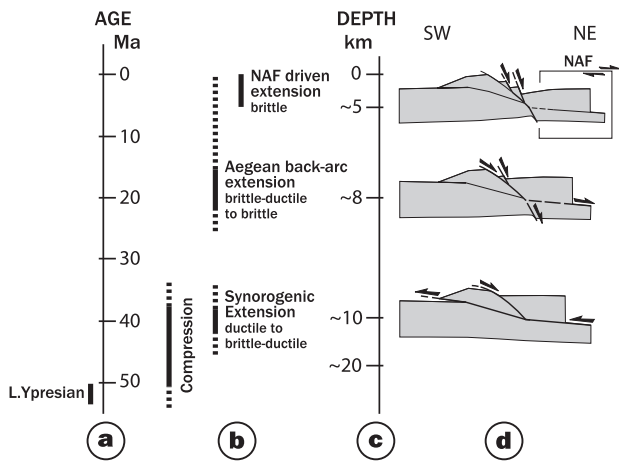 AGE
Ma
0
10
20
30
40
50
L.Ypresian
a
Compression
NAF driven
extension
brittle
Aegean back-arc
extension
brittle-ductile
to brittle
Synorogenic
Extension
ductile to
brittle-ductile
b
DEPTH
km
0
~5
~8
~10
~20
c
SW
NE
NAF
d